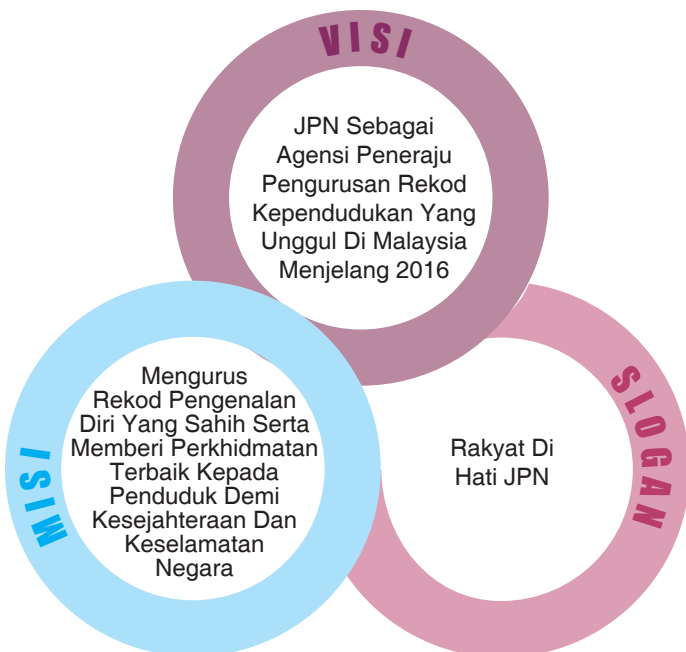 VISI
JPN Sebagai
Agensi Peneraju
Pengurusan Rekod
Kependudukan Yang
Unggul Di Malaysia
Menjelang 2016
MISI
Mengurus
Rekod Pengenalan
Diri Yang Sahih Serta
Memberi Perkhidmatan
Terbaik Kepada
Penduduk Demi
Kesejahteraan Dan
Keselamatan
Negara
SLOGAN
Rakyat Di
Hati JPN